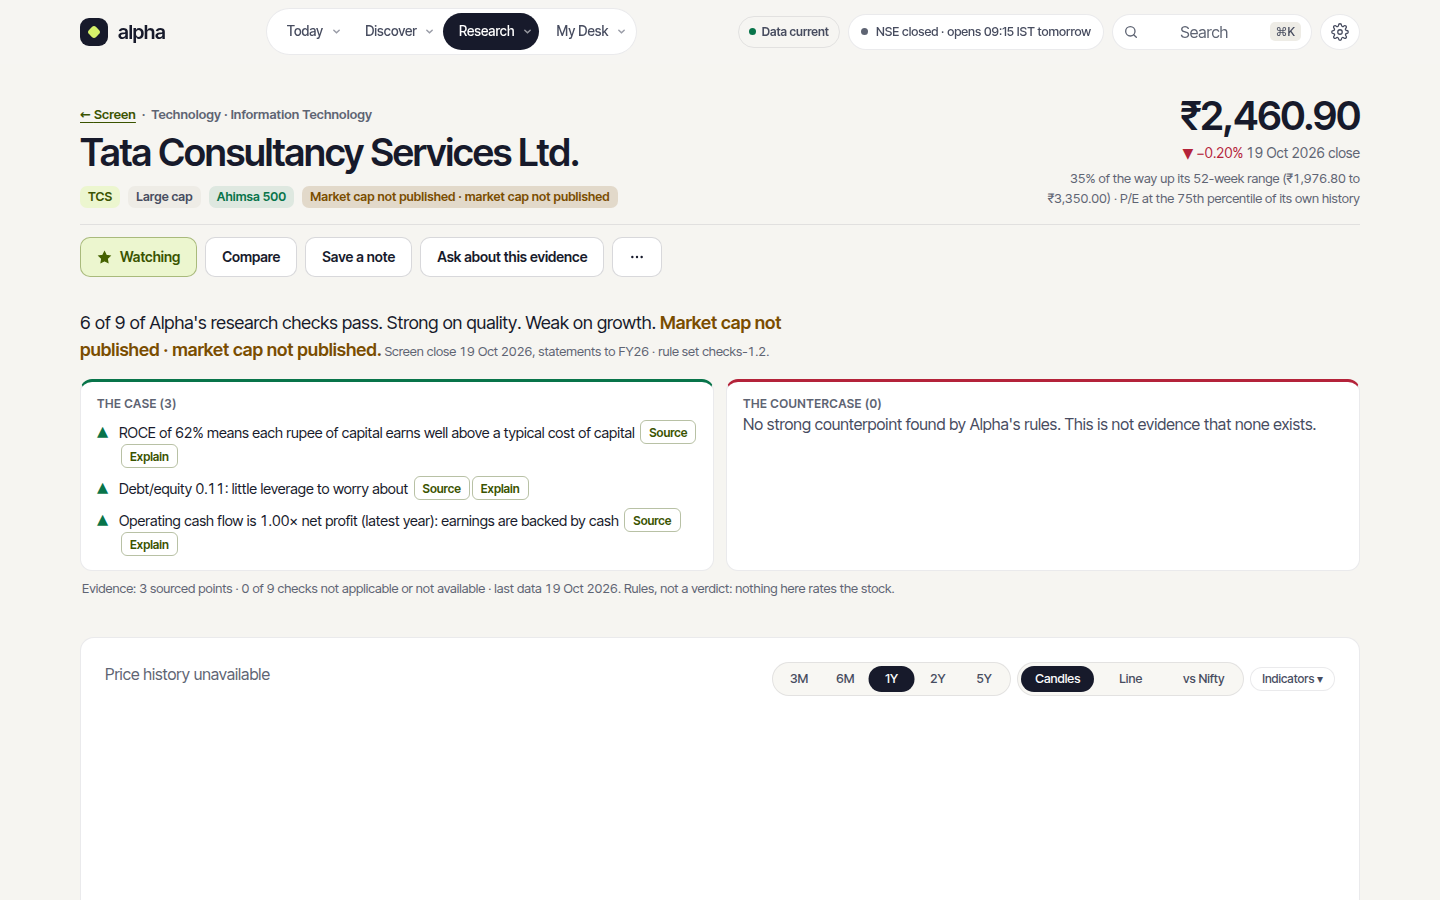 alpha
Today
Discover
Research
My Desk
Data current
NSE closed · opens 09:15 IST tomorrow
Search
⌘K
← Screen · Technology · Information Technology
Tata Consultancy Services Ltd.
TCS
Large cap
Ahimsa 500
Market cap not published · market cap not published
₹2,460.90
▼ −0.20% 19 Oct 2026 close
35% of the way up its 52-week range (₹1,976.80 to
₹3,350.00) · P/E at the 75th percentile of its own history
★ Watching
Compare
Save a note
Ask about this evidence
···
6 of 9 of Alpha's research checks pass. Strong on quality. Weak on growth. Market cap not
published · market cap not published. Screen close 19 Oct 2026, statements to FY26 · rule set checks-1.2.
THE CASE (3)
▲ ROCE of 62% means each rupee of capital earns well above a typical cost of capital Source
Explain
▲ Debt/equity 0.11: little leverage to worry about Source Explain
▲ Operating cash flow is 1.00× net profit (latest year): earnings are backed by cash Source
Explain
THE COUNTERCASE (0)
No strong counterpoint found by Alpha's rules. This is not evidence that none exists.
Evidence: 3 sourced points · 0 of 9 checks not applicable or not available · last data 19 Oct 2026. Rules, not a verdict: nothing here rates the stock.
Price history unavailable
3M
6M
1Y
2Y
5Y
Candles
Line
vs Nifty
Indicators ▾